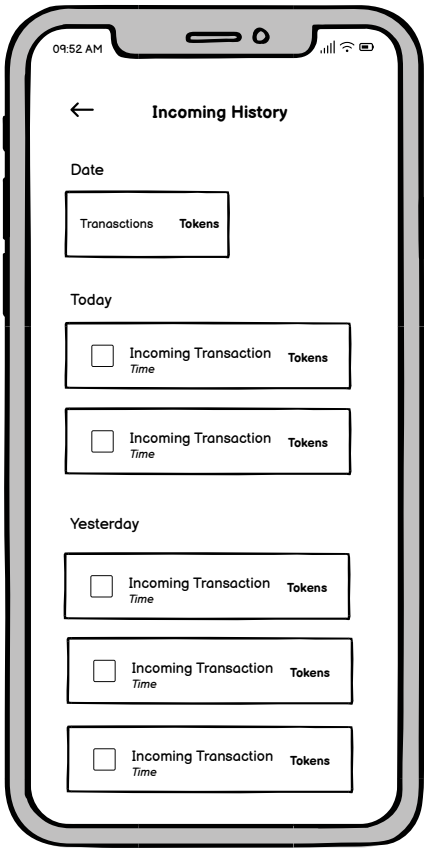 09:52 AM
Incoming History
Date
Tranasctions Tokens
Today
Incoming Transaction Tokens
Time
Incoming Transaction Tokens
Time
Yesterday
Incoming Transaction Tokens
Time
Incoming Transaction Tokens
Time
Incoming Transaction Tokens
Time